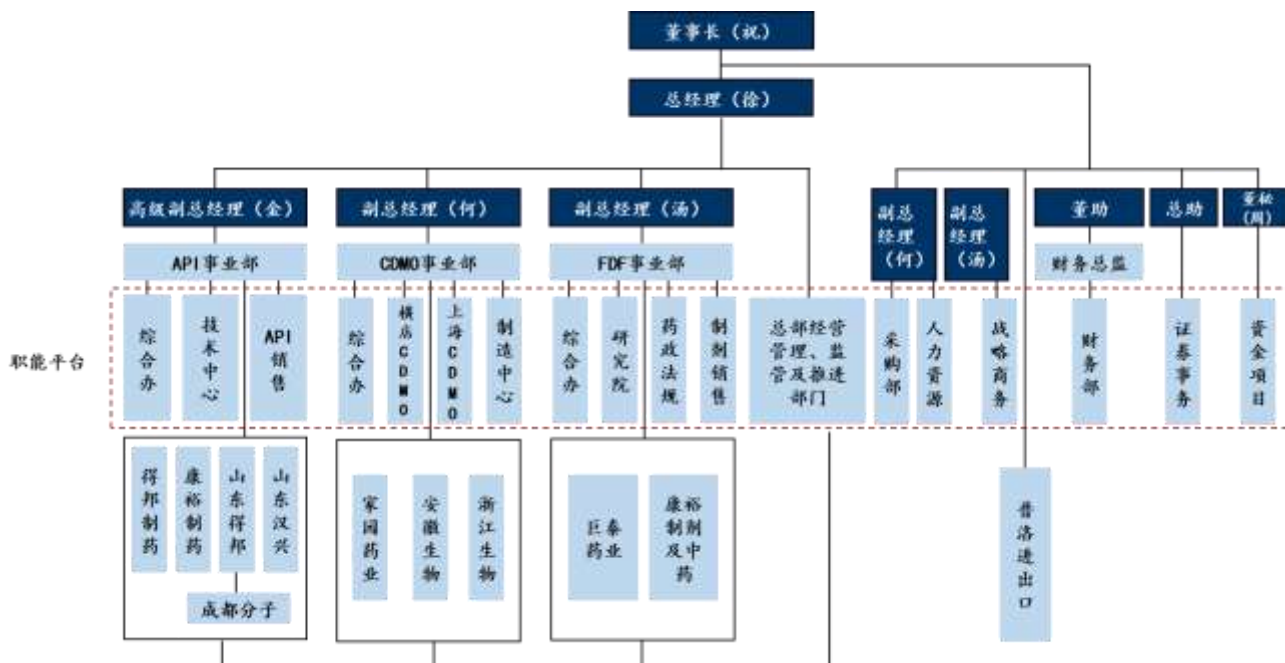 董事长（祝）
总经理（徐）
高级副总经理（金）
副总经理（何）
副总经理（汤）
副总
经理
（何）
副总
经理
（汤）
董助
总助
董秘
（周）
API事业部
CDMO事业部
FDF事业部
财务总监
职能平台
综合办
技术中心
API销售
综合办
横店CDMO
上海CDMO
制造中心
综合办
研究院
药政法规
制剂销售
总部经营
管理、监
管及推进
部门
采购部
人力资源
战略商务
财务部
证券事务
资金项目
得邦制药
康裕制药
山东得邦
山东汉兴
成都分子
家园药业
安徽生物
浙江生物
巨泰
药业
康裕
制剂
及中
药
普洛进出口